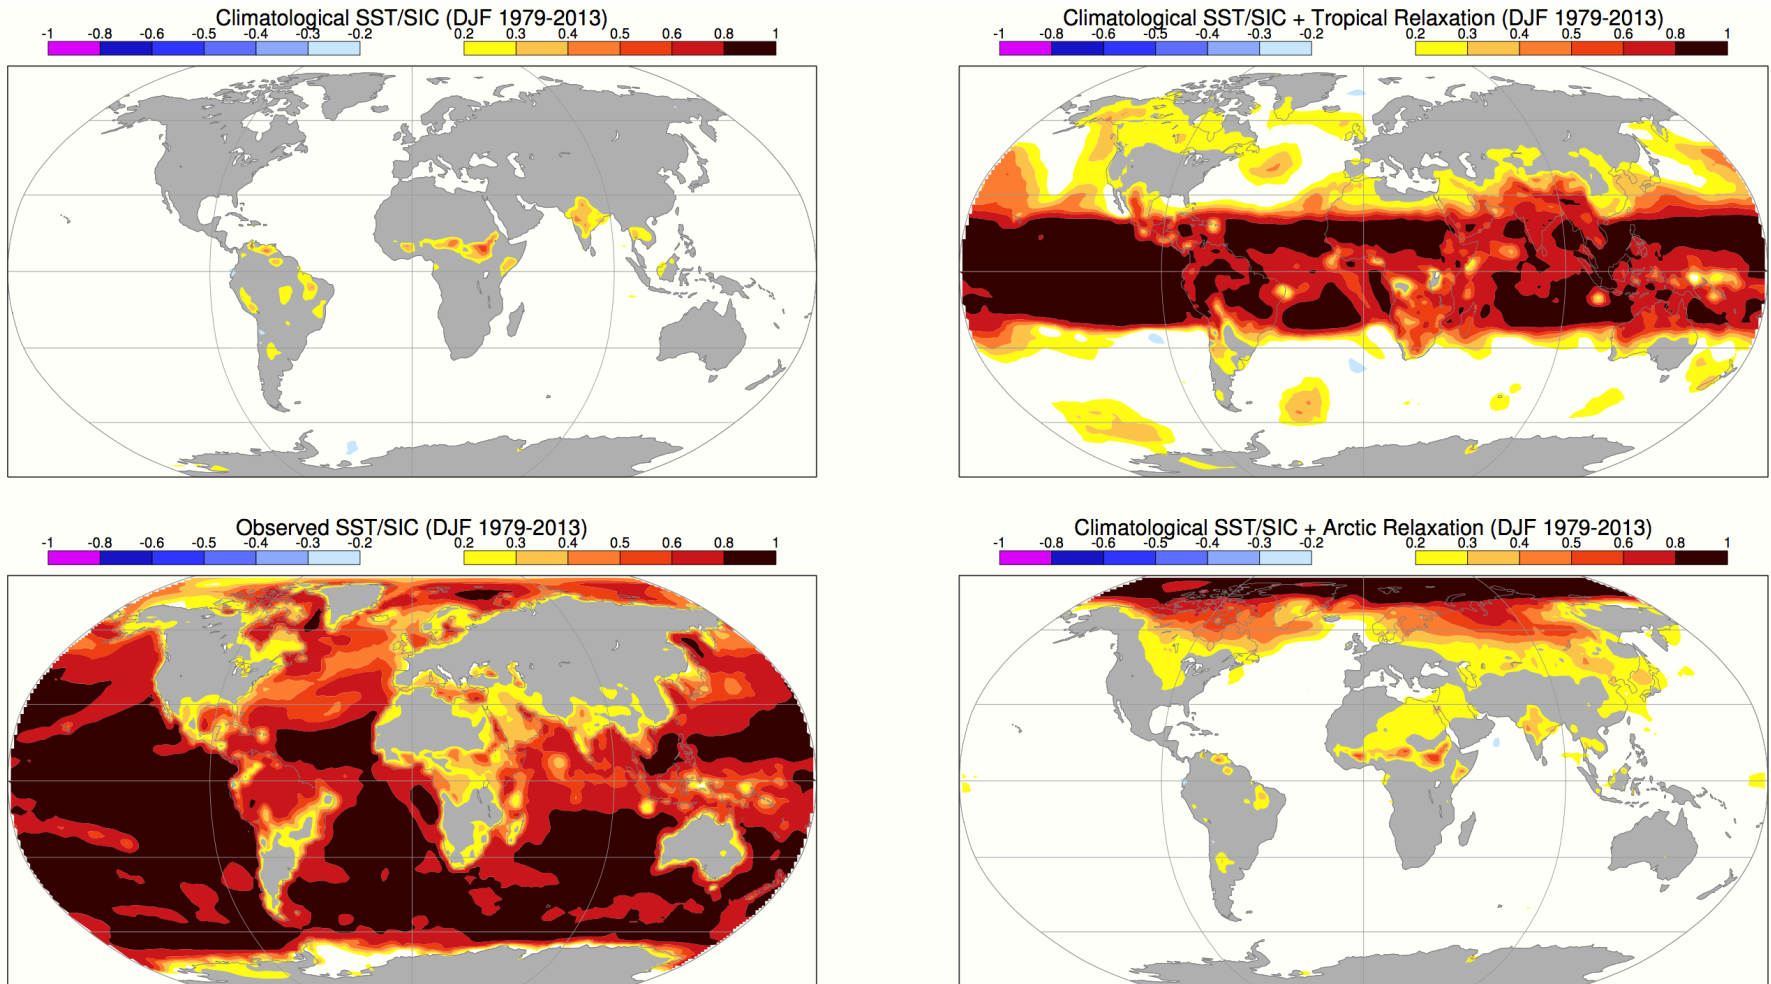 Climatological SST/SIC (DJF 1979-2013)
-1 -0.8 -0.6 -0.4 -0.3 -0.2 0.2 0.3 0.4 0.5 0.6 0.8 1
Climatological SST/SIC + Tropical Relaxation (DJF 1979-2013)
-1 -0.8 -0.6 -0.4 -0.3 -0.2 0.2 0.3 0.4 0.5 0.6 0.8 1
Observed SST/SIC (DJF 1979-2013)
-1 -0.8 -0.6 -0.4 -0.3 -0.2 0.2 0.3 0.4 0.5 0.6 0.8 1
Climatological SST/SIC + Arctic Relaxation (DJF 1979-2013)
-1 -0.8 -0.6 -0.5 -0.4 -0.3 -0.2 0.2 0.3 0.4 0.5 0.6 0.8 1